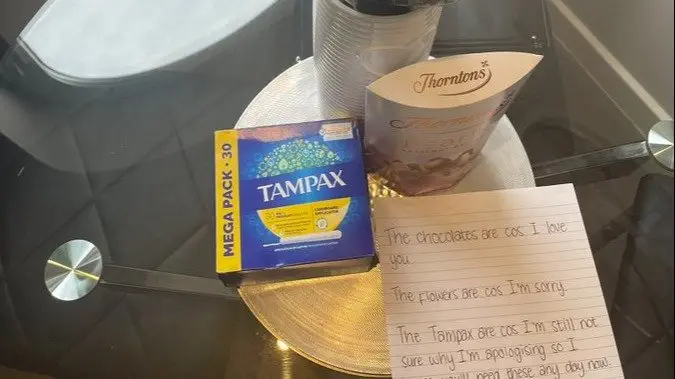 Thorntons
Thorntons
MEGA PACK · 30
TAMPAX
The chocolates are cos I love
you
The flowers are cos I'm sorry
The Tampax are cos I'm still not
sure why I'm apologising so I
need these any day now.